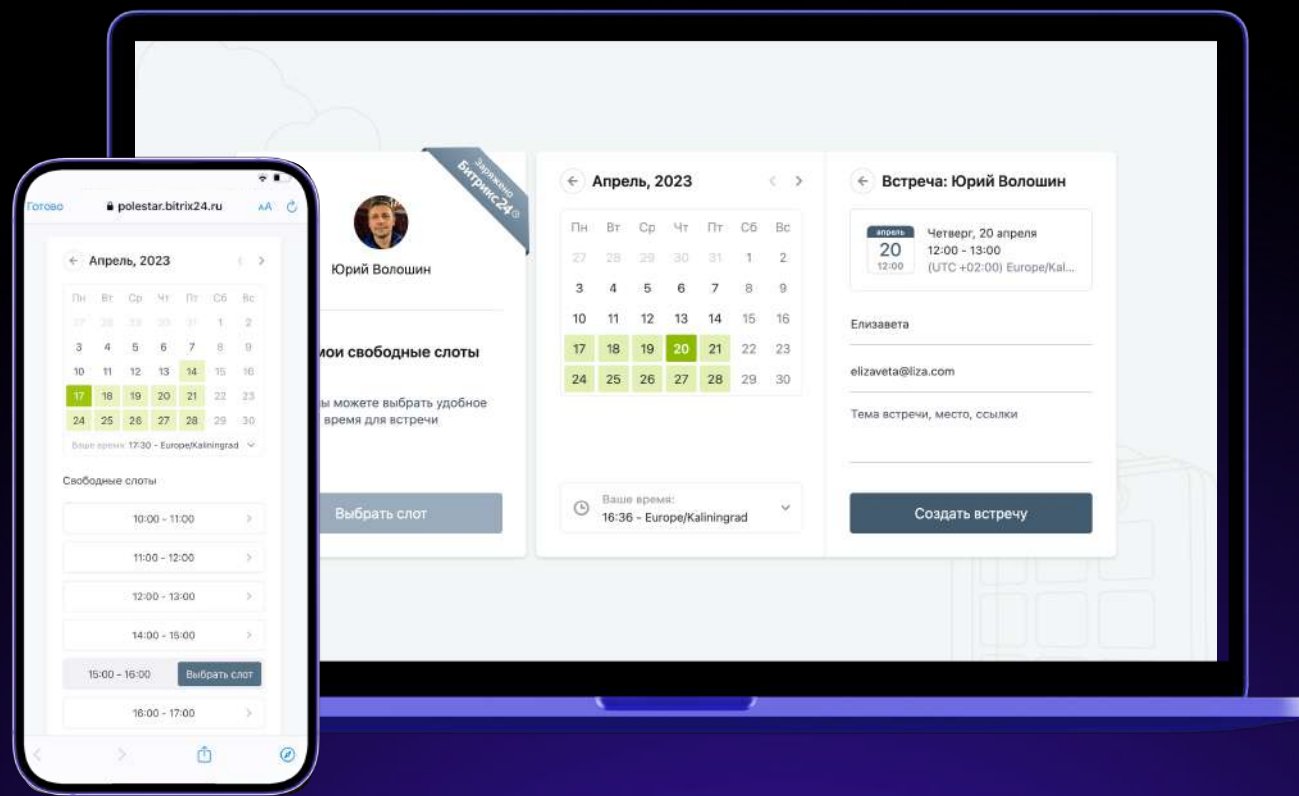 Готово
polestar.bitrix24.ru
AA
Апрель, 2023
Пн Вт Ср Чт Пт Сб Вс
27 28 29 30 31 1 2
3 4 5 6 7 8 9
10 11 12 13 14 15 16
17 18 19 20 21 22 23
24 25 26 27 28 29 30
Ваше время 17:30 - Europe/Kaliningrad
Свободные слоты
10:00 - 11:00
11:00 - 12:00
12:00 - 13:00
14:00 - 15:00
15:00 - 16:00
Выбрать слот
16:00 - 17:00
Заряжено
Битрикс24
Юрий Волошин
мои свободные слоты
ы можете выбрать удобное
время для встречи
Выбрать слот
Апрель, 2023
Пн Вт Ср Чт Пт Сб Вс
27 28 29 30 31 1 2
3 4 5 6 7 8 9
10 11 12 13 14 15 16
17 18 19 20 21 22 23
24 25 26 27 28 29 30
Ваше время:
16:36 - Europe/Kaliningrad
Встреча: Юрий Волошин
апрель
20
12:00
Четверг, 20 апреля
12:00 - 13:00
(UTC +02:00) Europe/Kal...
Елизавета
elizaveta@liza.com
Тема встречи, место, ссылки
Создать встречу